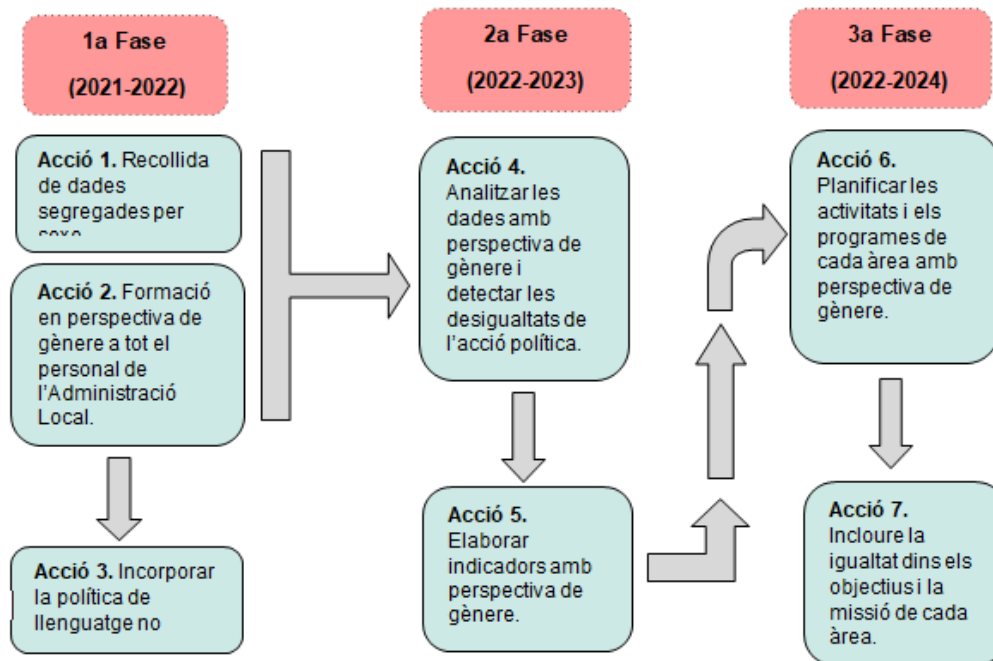 1a Fase
(2021-2022)
Acció 1. Recollida
de dades
segregades per
sexe
Acció 2. Formació
en perspectiva de
gènere a tot el
personal de
l'Administració
Local.
Acció 3. Incorporar
la política de
llenguatge no
2a Fase
(2022-2023)
Acció 4.
Analitzar les
dades amb
perspectiva de
gènere i
detectar les
desigualtats de
l'acció política.
Acció 5.
Elaborar
indicadors amb
perspectiva de
gènere.
3a Fase
(2022-2024)
Acció 6.
Planificar les
activitats i els
programes de
cada àrea amb
perspectiva de
gènere.
Acció 7.
Incloure la
igualtat dins els
objectius i la
missió de cada
àrea.